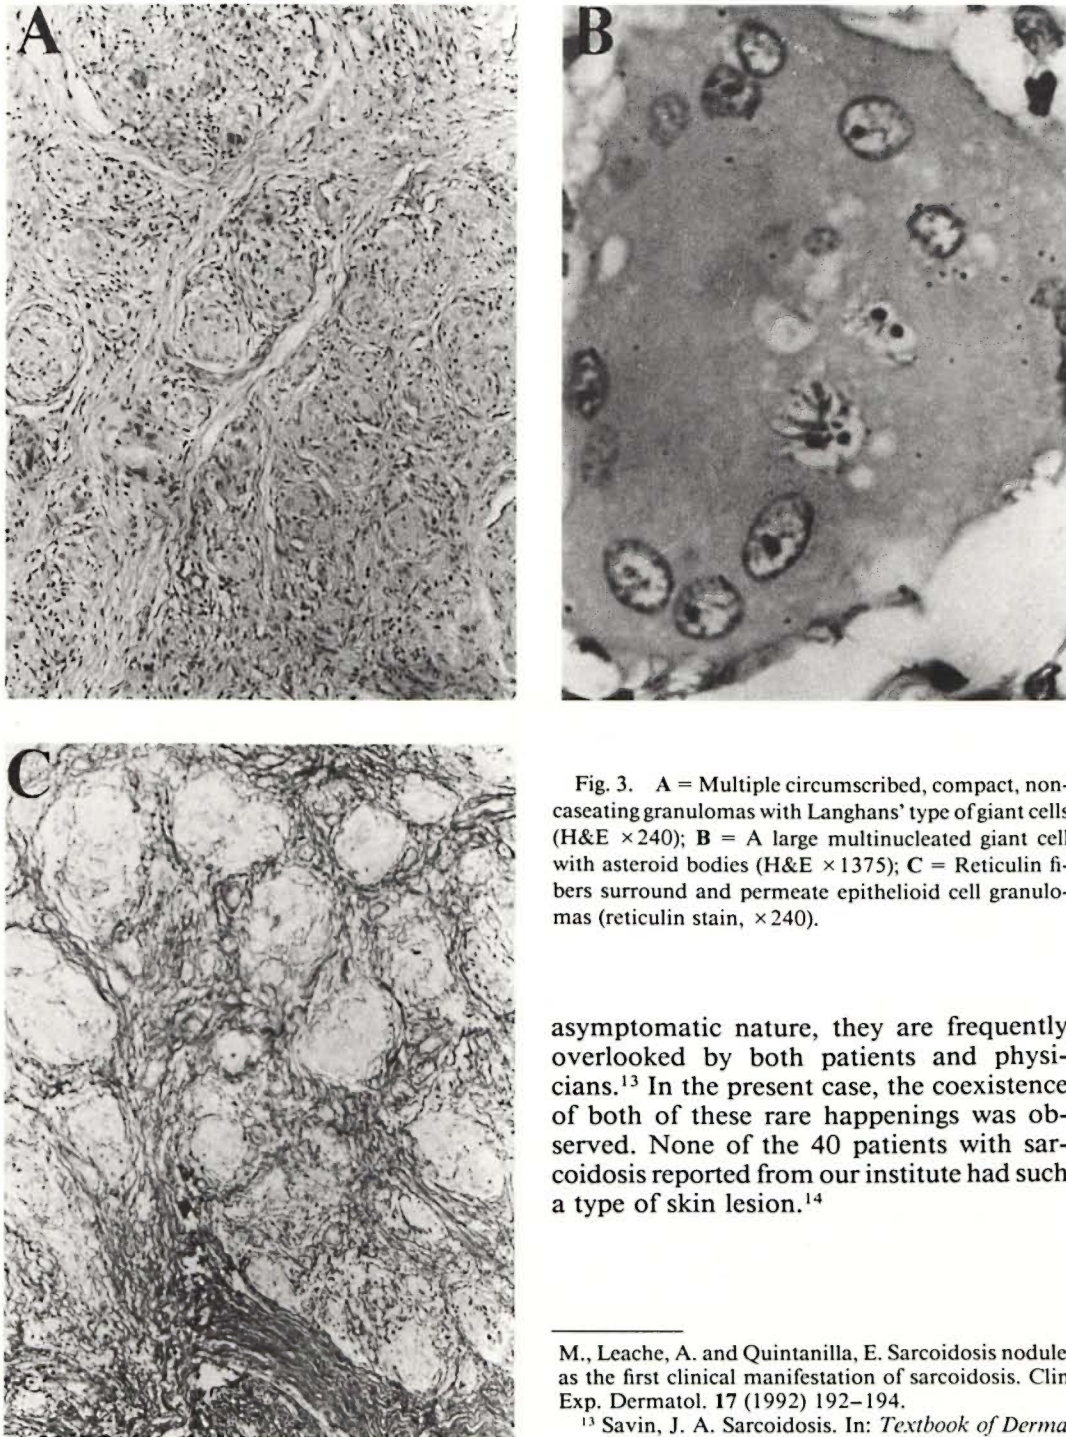 A
B
C
Fig. 3. A = Multiple circumscribed, compact, non-
caseating granulomas with Langhans' type of giant cells
(H&E ×240); B = A large multinucleated giant cell
with asteroid bodies (H&E ×1375); C = Reticulin fi-
bers surround and permeate epithelioid cell granulo-
mas (reticulin stain, ×240).
asymptomatic nature, they are frequently
overlooked by both patients and physi-
cians.¹³ In the present case, the coexistence
of both of these rare happenings was ob-
served. None of the 40 patients with sar-
coidosis reported from our institute had such
a type of skin lesion.¹⁴
M., Leache, A. and Quintanilla, E. Sarcoidosis nodule
as the first clinical manifestation of sarcoidosis. Clin
Exp. Dermatol. 17 (1992) 192–194.
¹³ Savin, J. A. Sarcoidosis. In: Textbook of Derma